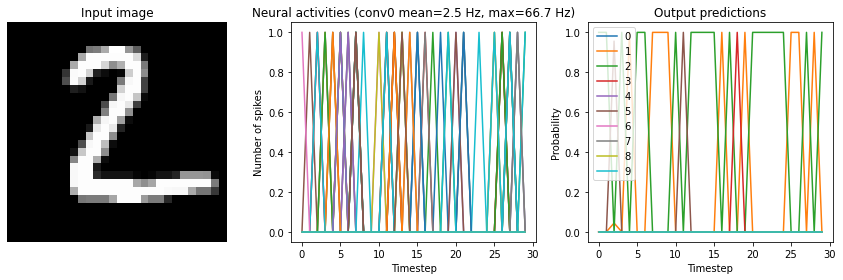 Input image
2
Neural activities (conv0 mean=2.5 Hz, max=66.7 Hz)
Number of spikes
1.0
0.8
0.6
0.4
0.2
0.0
0 5 10 15 20 25 30
Timestep
Output predictions
Probability
1.0
0.8
0.6
0.4
0.2
0.0
0
1
2
3
4
5
6
7
8
9
0 5 10 15 20 25 30
Timestep